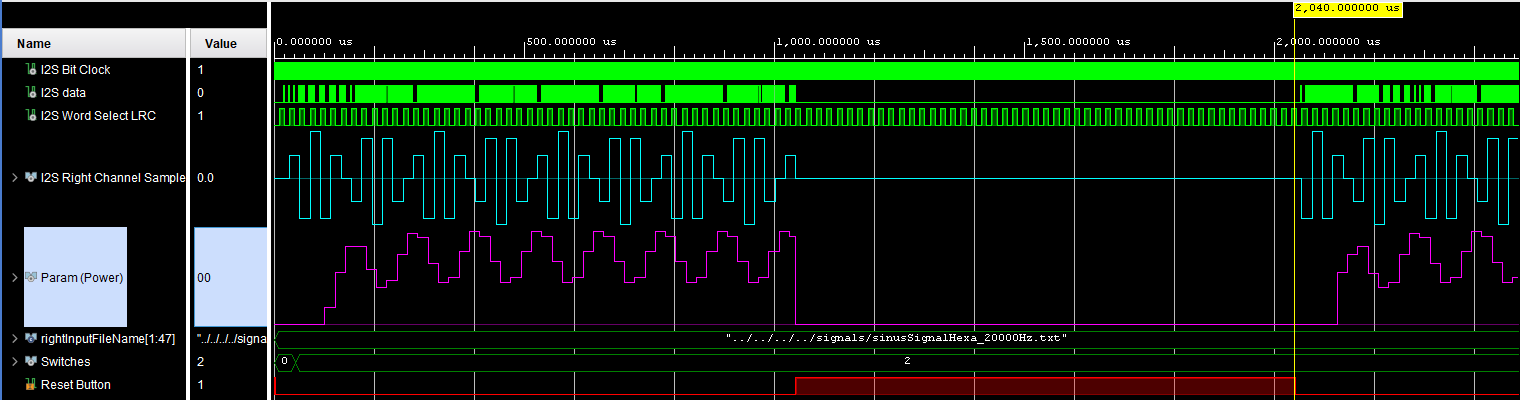 2,040.000000 us
Name Value
0.000000 us 500.000000 us 1,000.000000 us 1,500.000000 us 2,000.000000 us
I2S Bit Clock 1
I2S data 0
I2S Word Select LRC 1
I2S Right Channel Sample 0.0
Param (Power) 00
rightInputFileName[1:47] "../../../../signa "../../../../signals/sinusSignalHexa_20000Hz.txt"
Switches 2 0 2
Reset Button 1